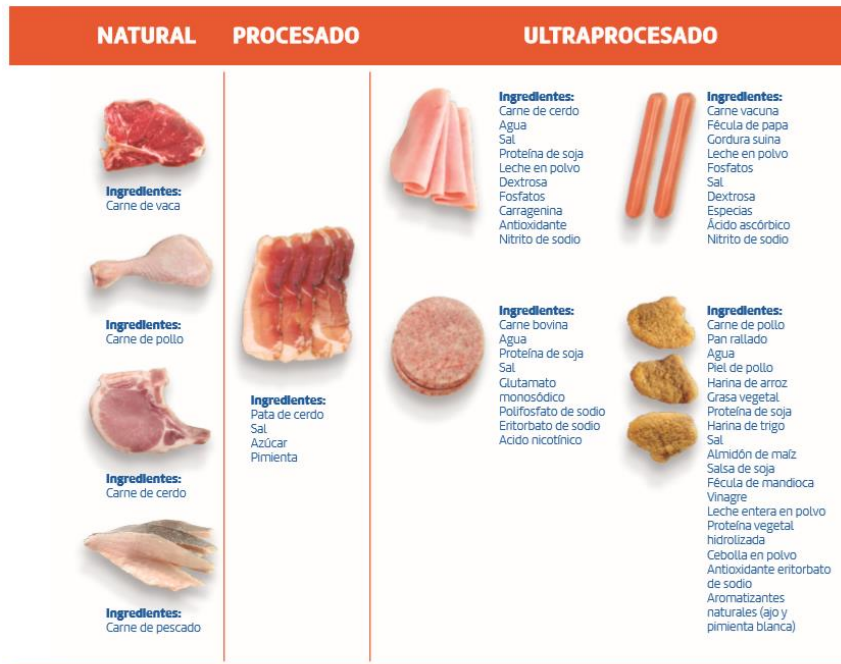 NATURAL
PROCESADO
ULTRAPROCESADO
Ingredientes:
Carne de vaca
Ingredientes:
Carne de pollo
Ingredientes:
Carne de cerdo
Ingredientes:
Carne de pescado
Ingredientes:
Pata de cerdo
Sal
Azúcar
Pimienta
Ingredientes:
Carne de cerdo
Agua
Sal
Proteína de soja
Leche en polvo
Dextrosa
Fosfatos
Carragenina
Antioxidante
Nitrito de sodio
Ingredientes:
Carne vacuna
Fécula de papa
Gordura suina
Leche en polvo
Fosfatos
Sal
Dextrosa
Especias
Ácido ascórbico
Nitrito de sodio
Ingredientes:
Carne bovina
Agua
Proteína de soja
Sal
Glutamato
monosódico
Polifosfato de sodio
Eritorbato de sodio
Acido nicotínico
Ingredientes:
Carne de pollo
Pan rallado
Agua
Piel de pollo
Harina de arroz
Grasa vegetal
Proteína de soja
Harina de trigo
Sal
Almidón de maíz
Salsa de soja
Fécula de mandioca
Vinagre
Leche entera en polvo
Proteína vegetal
hidrolizada
Cebolla en polvo
Antioxidante eritorbato
de sodio
Aromatizantes
naturales (ajo y
pimienta blanca)